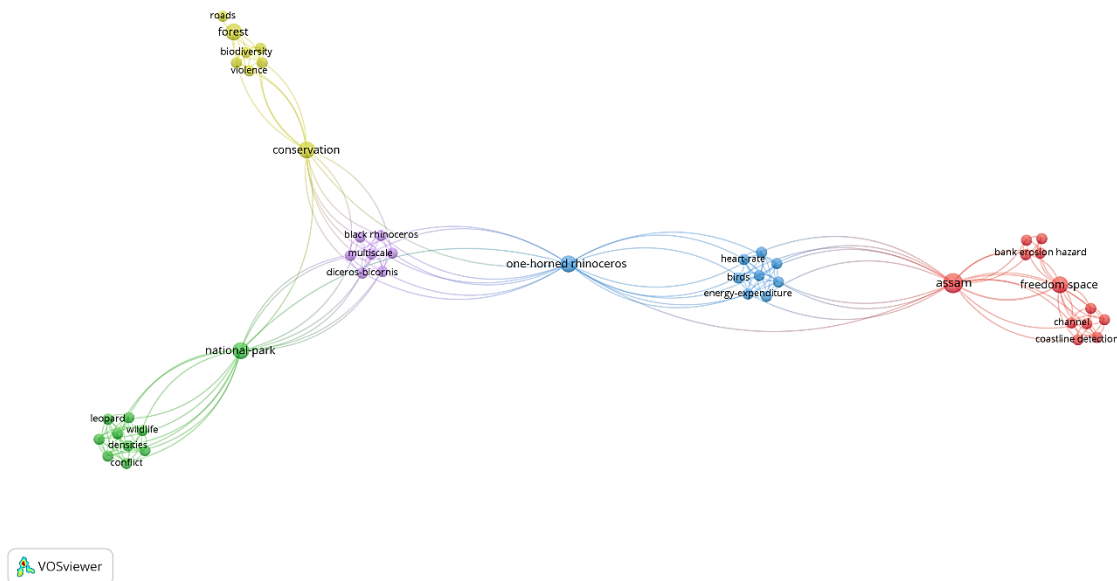 roads
forest
biodiversity
violence
conservation
black rhinoceros
multiscale
diceros-bicornis
one-horned rhinoceros
heart-rate
birds
energy-expenditure
assam
bank erosion hazard
freedom space
channel
coastline detection
national-park
leopard
wildlife
densities
conflict
VOSviewer